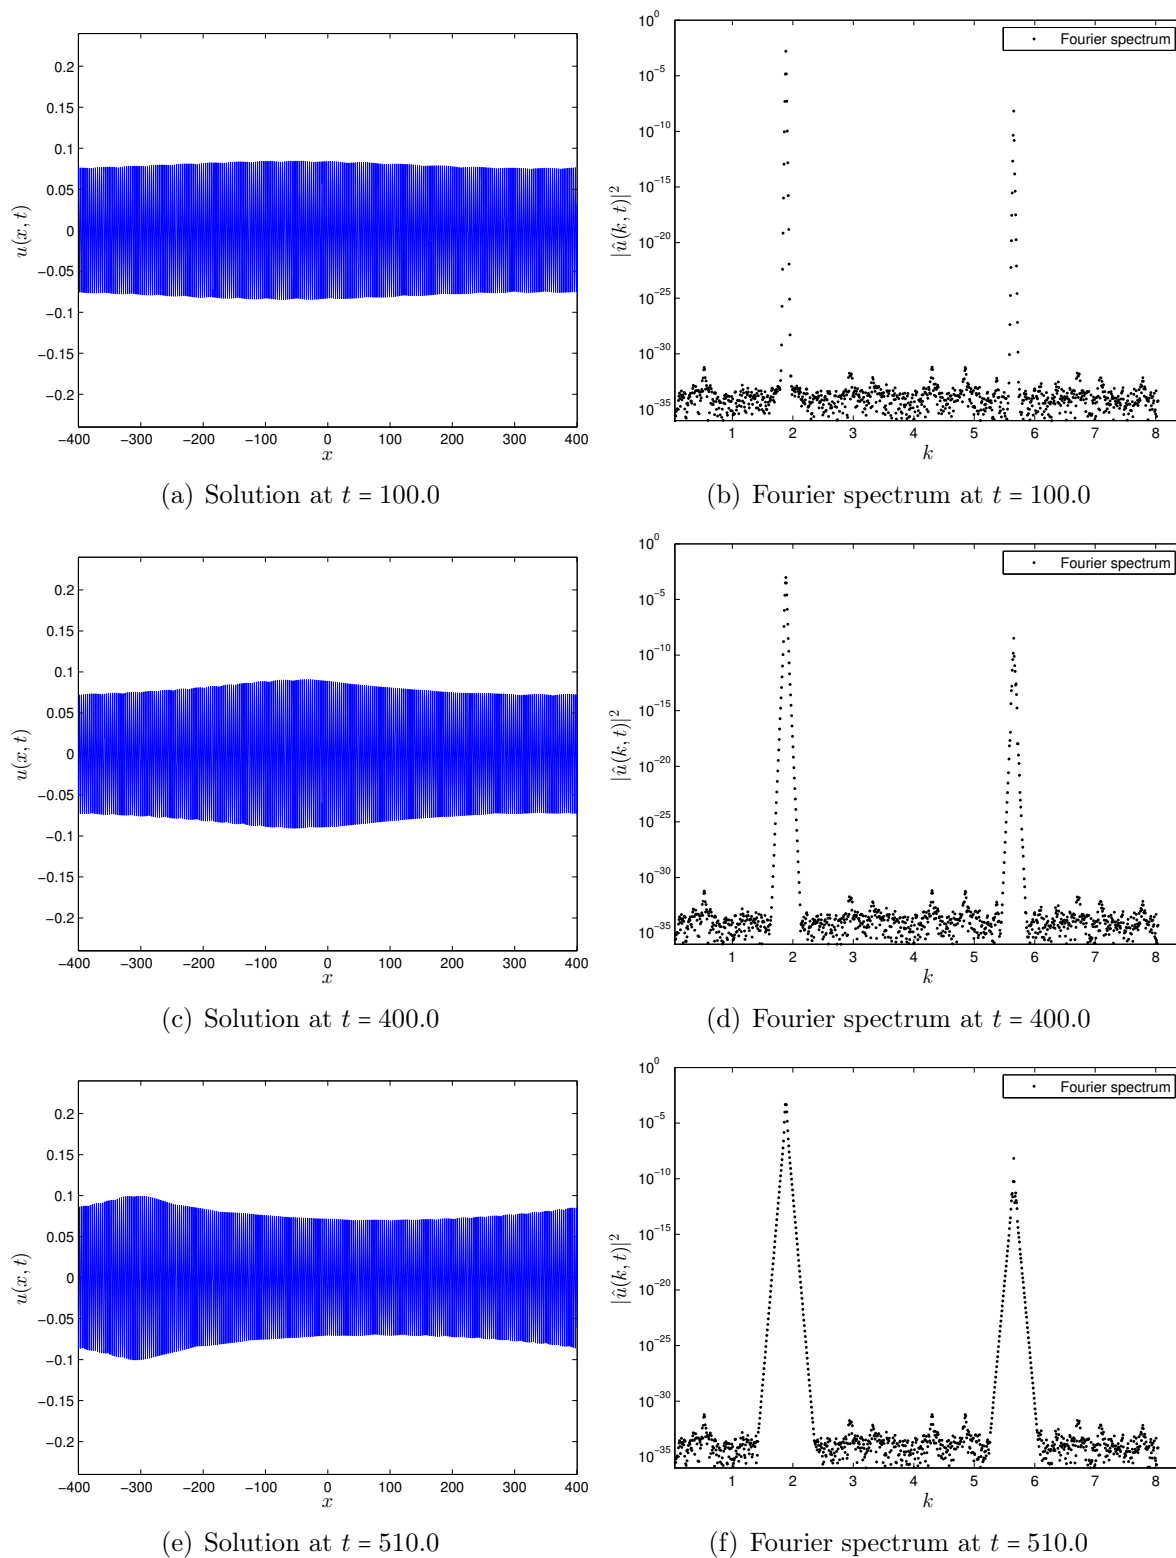 0.2
0.15
0.1
0.05
0
−0.05
−0.1
−0.15
−0.2
−400 −300 −200 −100 0 100 200 300 400
x
u(x, t)
(a) Solution at t = 100.0
10^0
10^−5
10^−10
10^−15
10^−20
10^−25
10^−30
10^−35
1 2 3 4 5 6 7 8
k
|û(k, t)|^2
Fourier spectrum
(b) Fourier spectrum at t = 100.0
0.2
0.15
0.1
0.05
0
−0.05
−0.1
−0.15
−0.2
−400 −300 −200 −100 0 100 200 300 400
x
u(x, t)
(c) Solution at t = 400.0
10^0
10^−5
10^−10
10^−15
10^−20
10^−25
10^−30
10^−35
1 2 3 4 5 6 7 8
k
|û(k, t)|^2
Fourier spectrum
(d) Fourier spectrum at t = 400.0
0.2
0.15
0.1
0.05
0
−0.05
−0.1
−0.15
−0.2
−400 −300 −200 −100 0 100 200 300 400
x
u(x, t)
(e) Solution at t = 510.0
10^0
10^−5
10^−10
10^−15
10^−20
10^−25
10^−30
10^−35
1 2 3 4 5 6 7 8
k
|û(k, t)|^2
Fourier spectrum
(f) Fourier spectrum at t = 510.0